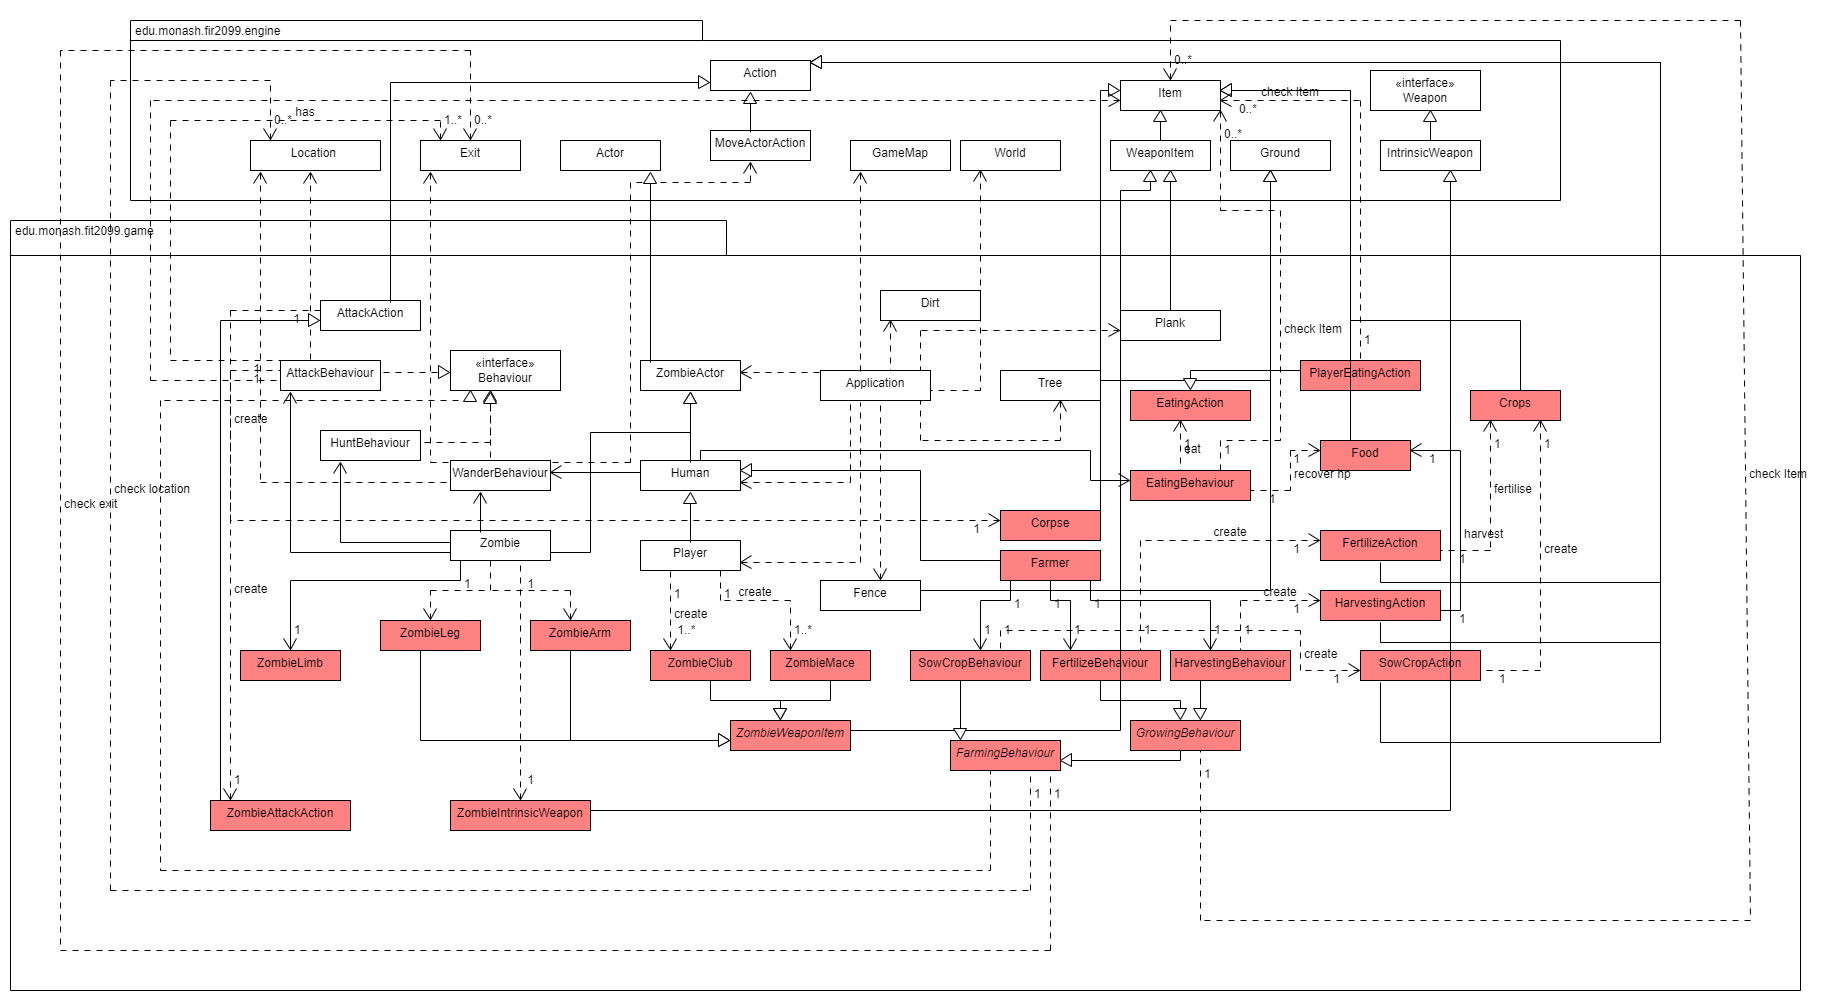 edu.monash.fir2099.engine
Action
0..*
«interface»
Weapon
Item
check Item
0..*
has
0..*
1..*
0..*
0..*
Location
Exit
Actor
MoveActorAction
GameMap
World
WeaponItem
Ground
IntrinsicWeapon
edu.monash.fit2099.game
Dirt
AttackAction
1
Plank
check Item
1
«interface»
Behaviour
AttackBehaviour
1
1
ZombieActor
Application
Tree
PlayerEatingAction
EatingAction
Crops
create
HuntBehaviour
1
eat
1
1
1
Food
1
1
WanderBehaviour
Human
EatingBehaviour
recover hp
check Item
check location
check exit
1
fertilise
Corpse
1
Zombie
Player
create
1
FertilizeAction
harvest
create
1
Farmer
create
1
1
1
create
1
create
1
1
1
create
1
HarvestingAction
Fence
1
ZombieLeg
ZombieArm
1
1..*
1..*
1
1
1
1
1
1
create
ZombieLimb
ZombieClub
ZombieMace
SowCropBehaviour
FertilizeBehaviour
HarvestingBehaviour
SowCropAction
1
1
ZombieWeaponItem
FarmingBehaviour
GrowingBehaviour
1
1
1
1
1
ZombieAttackAction
ZombieIntrinsicWeapon